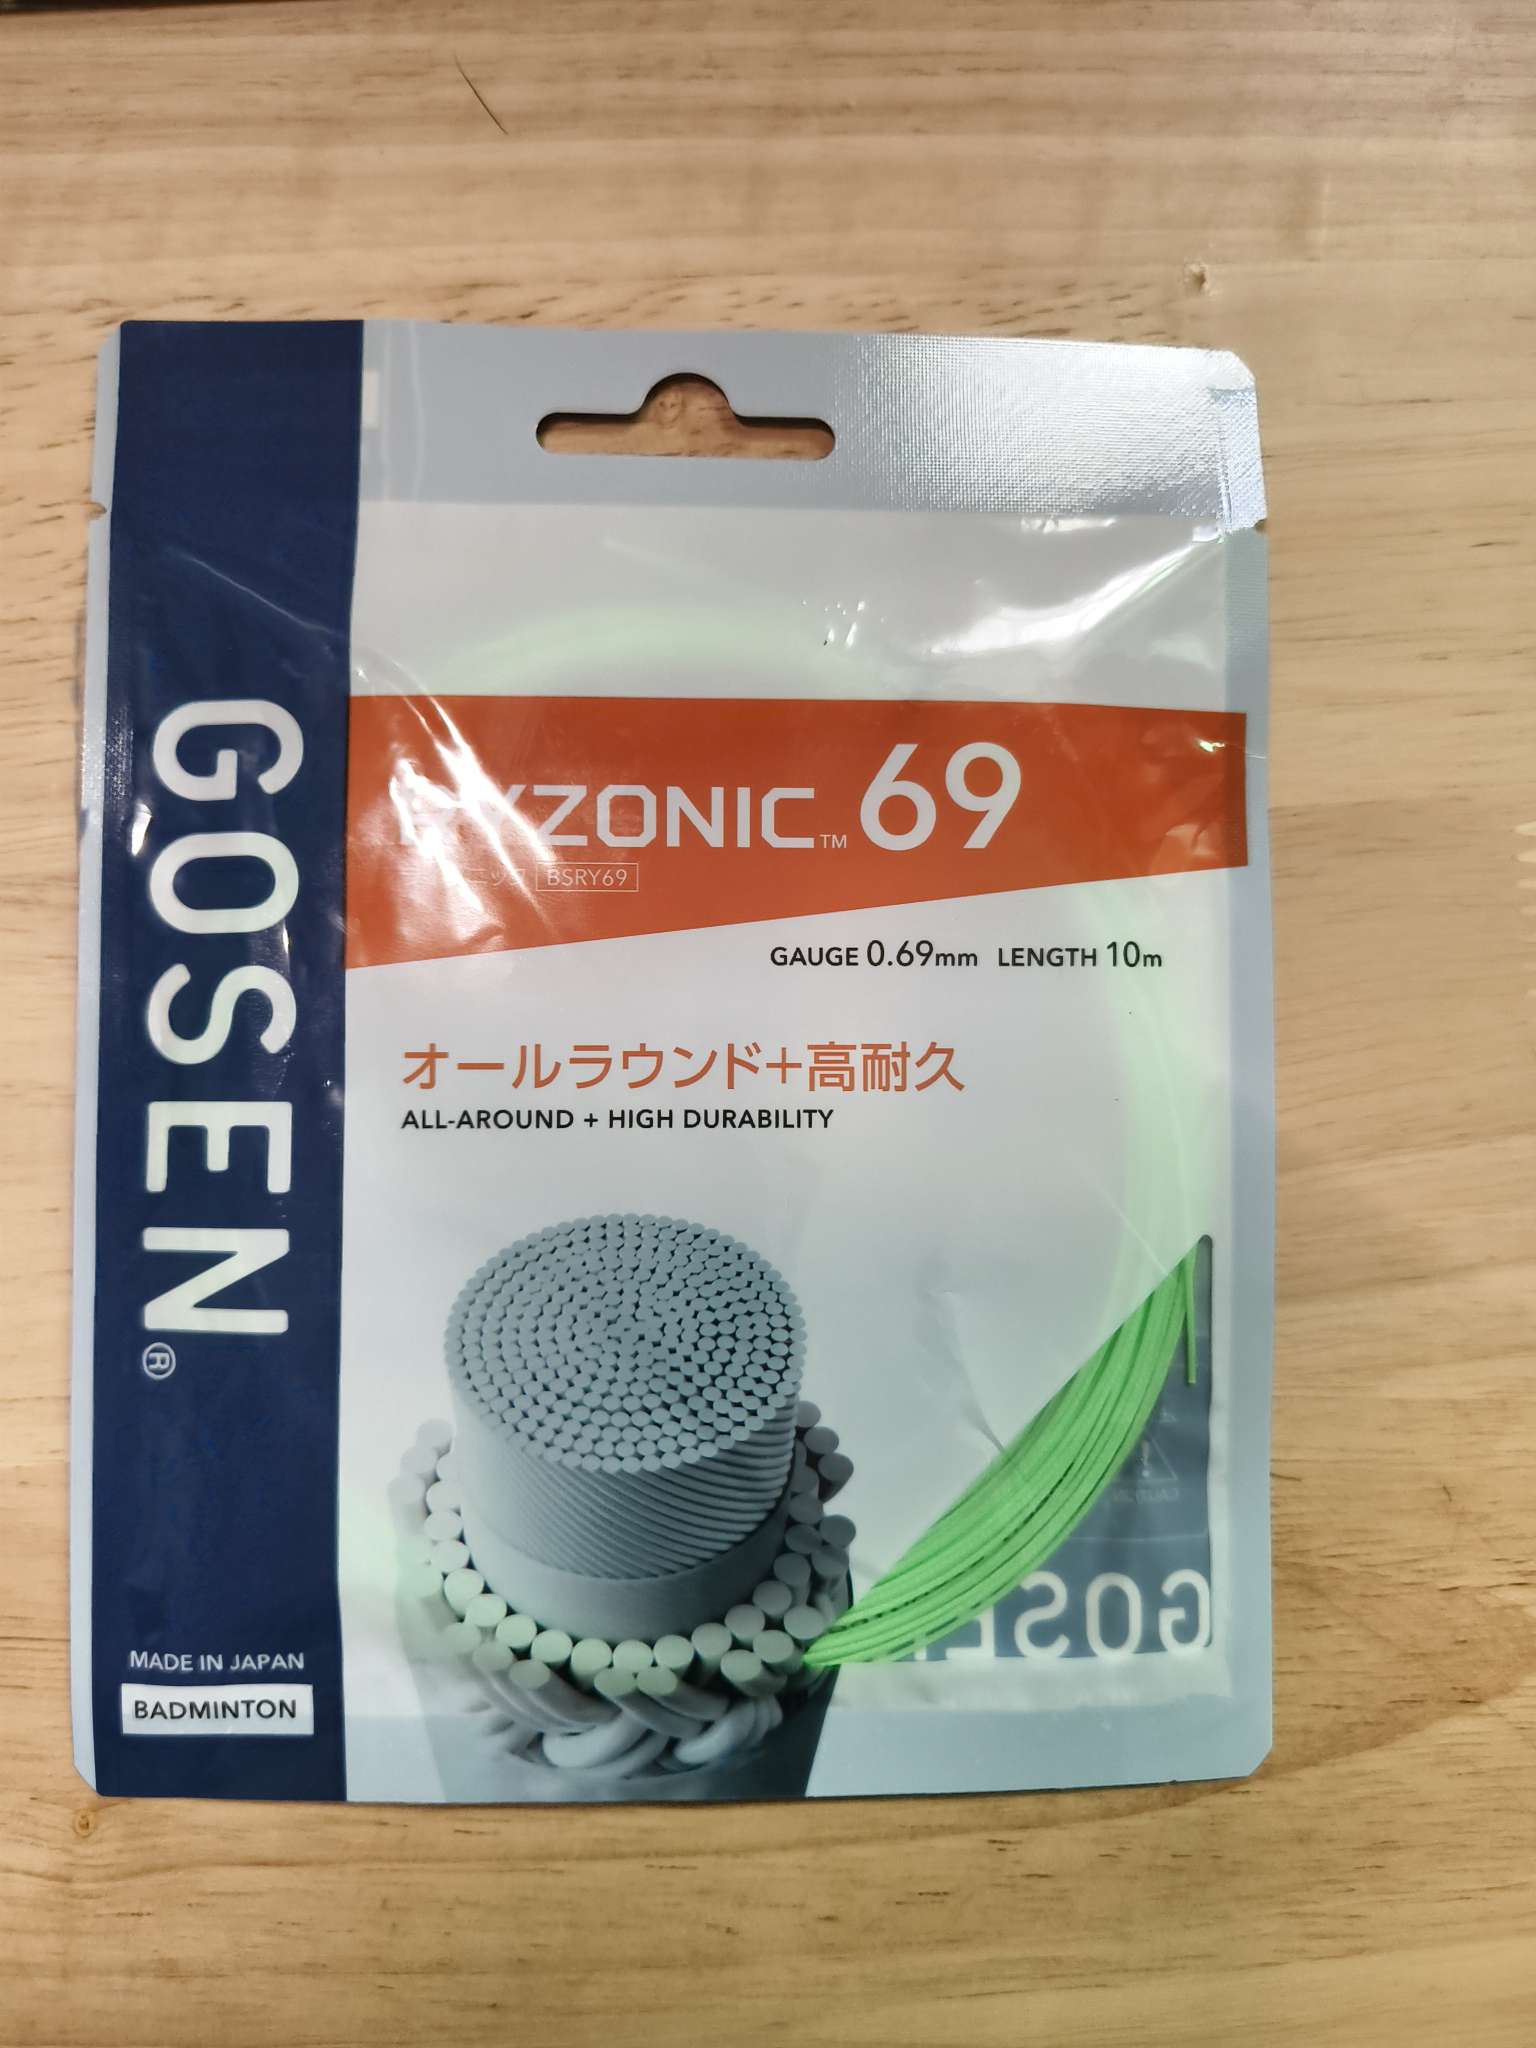 GOSEN®
RYZONIC™ 69
BSRY69
GAUGE 0.69mm LENGTH 10m
オールラウンド+高耐久
ALL-AROUND + HIGH DURABILITY
MADE IN JAPAN
BADMINTON